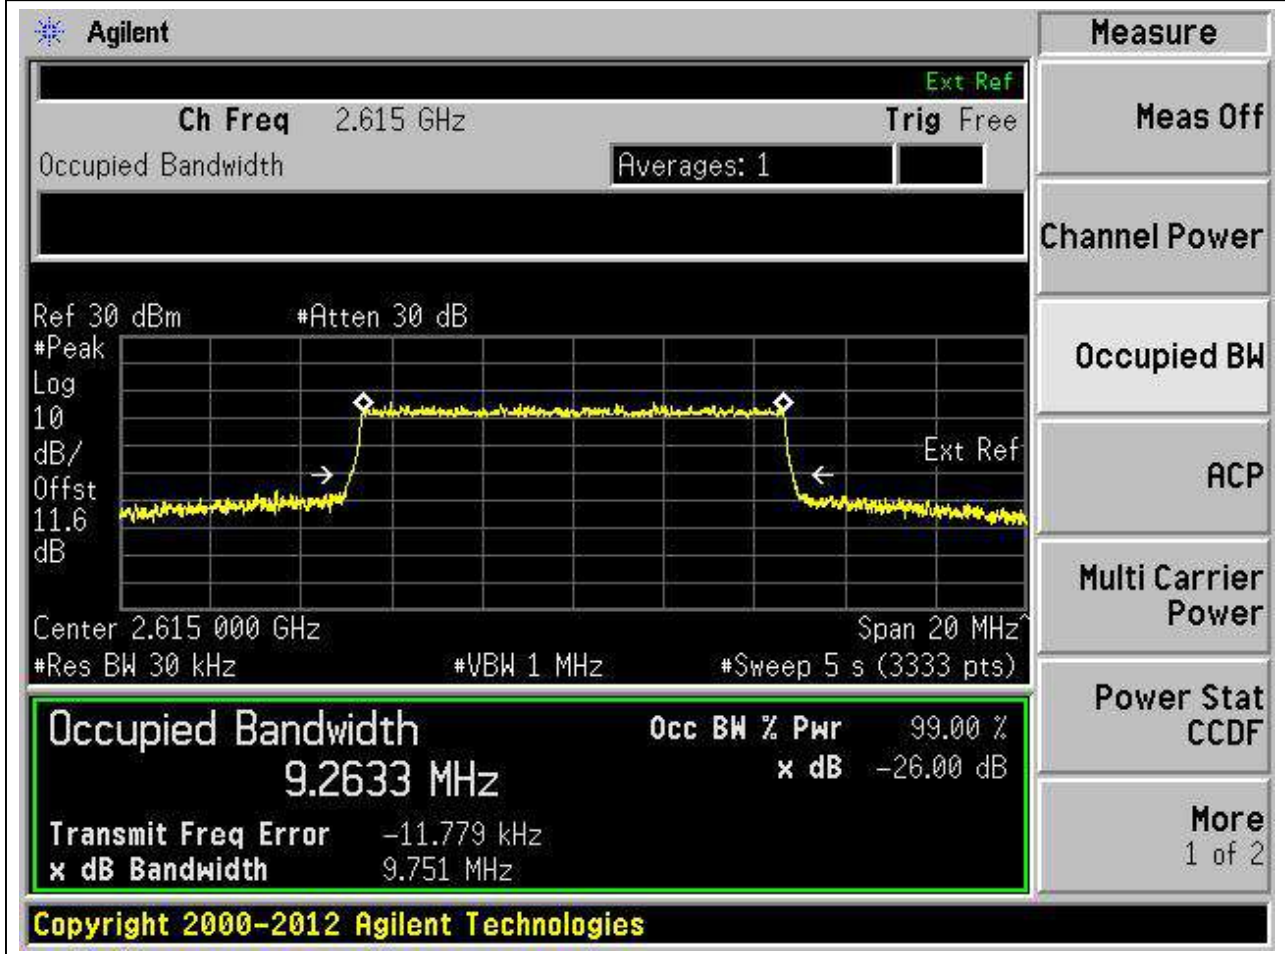 Agilent
Measure
Ext Ref
Ch Freq 2.615 GHz Trig Free
Meas Off
Occupied Bandwidth Averages: 1
Channel Power
Ref 30 dBm #Atten 30 dB
#Peak
Log
10
dB/
Offst
11.6
dB
Ext Ref
Occupied BW
ACP
Center 2.615 000 GHz Span 20 MHz^
#Res BW 30 kHz #VBW 1 MHz #Sweep 5 s (3333 pts)
Multi Carrier
Power
Occupied Bandwidth Occ BW % Pwr 99.00 %
9.2633 MHz x dB -26.00 dB
Transmit Freq Error -11.779 kHz
x dB Bandwidth 9.751 MHz
Power Stat
CCDF
More
1 of 2
Copyright 2000-2012 Agilent Technologies